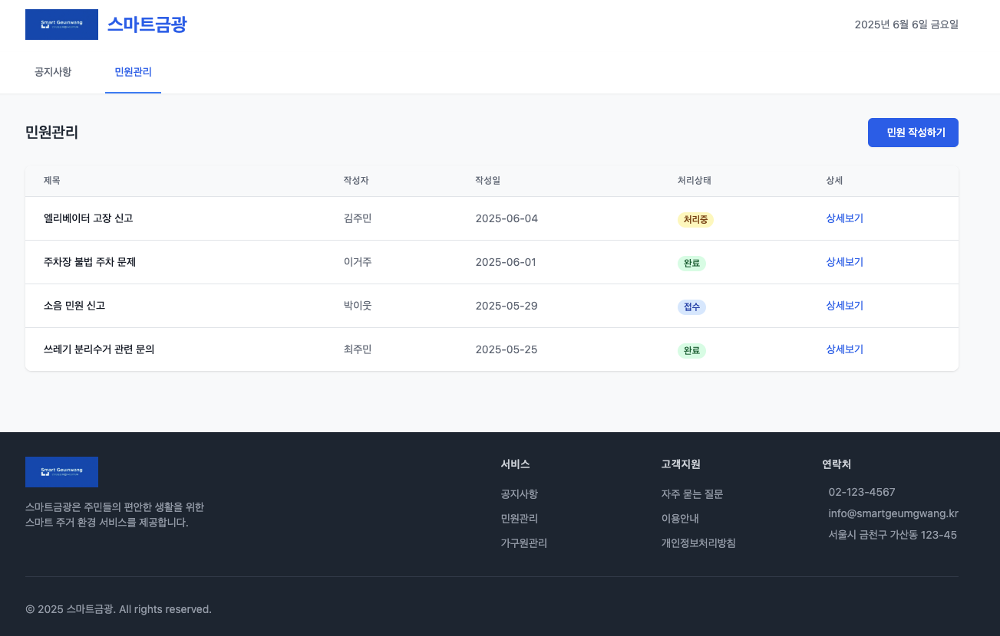 Smart Geuinwang
스마트금광
2025년 6월 6일 금요일
공지사항
민원관리
민원관리
민원 작성하기
제목 작성자 작성일 처리상태 상세
엘리베이터 고장 신고 김주민 2025-06-04 처리중 상세보기
주차장 불법 주차 문제 이거주 2025-06-01 완료 상세보기
소음 민원 신고 박이웃 2025-05-29 접수 상세보기
쓰레기 분리수거 관련 문의 최주민 2025-05-25 완료 상세보기
Smart Geuinwang
스마트금광은 주민들의 편안한 생활을 위한
스마트 주거 환경 서비스를 제공합니다.
서비스
공지사항
민원관리
가구원관리
고객지원
자주 묻는 질문
이용안내
개인정보처리방침
연락처
02-123-4567
info@smartgeumgwang.kr
서울시 금천구 가산동 123-45
© 2025 스마트금광. All rights reserved.